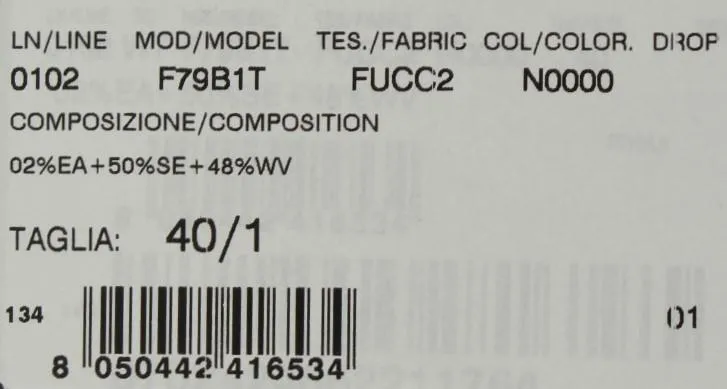 LN/LINE MOD/MODEL TES./FABRIC COL/COLOR. DROP
0102 F79B1T FUCC2 N0000
COMPOSIZIONE/COMPOSITION
02%EA+50%SE+48%WV
TAGLIA: 40/1
134 01
8 050442 416534